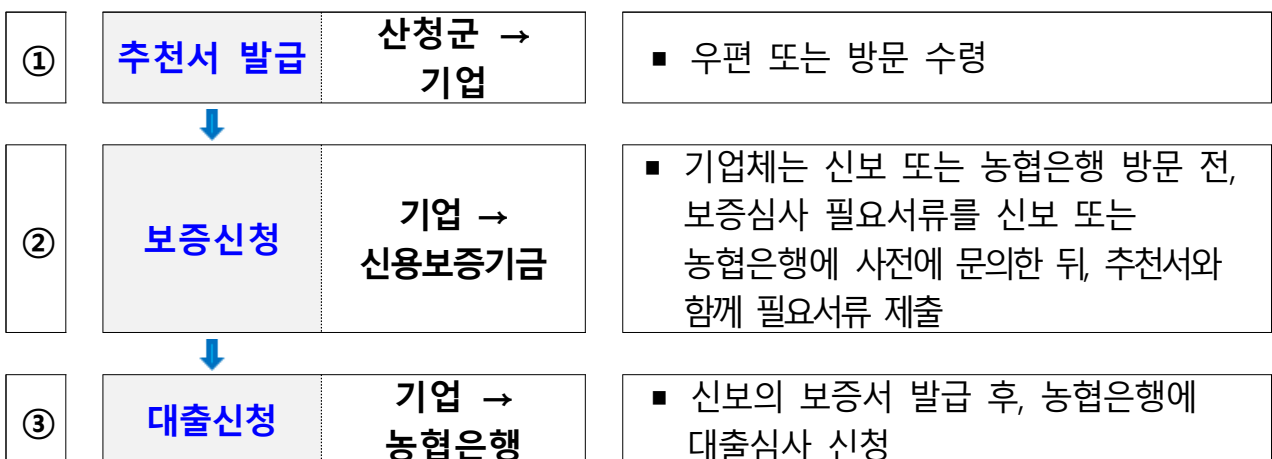 ①
추천서 발급
산청군 →
기업
■ 우편 또는 방문 수령
②
보증신청
기업 →
신용보증기금
■ 기업체는 신보 또는 농협은행 방문 전,
보증심사 필요서류를 신보 또는
농협은행에 사전에 문의한 뒤, 추천서와
함께 필요서류 제출
③
대출신청
기업 →
농협은행
■ 신보의 보증서 발급 후, 농협은행에
대출심사 신청